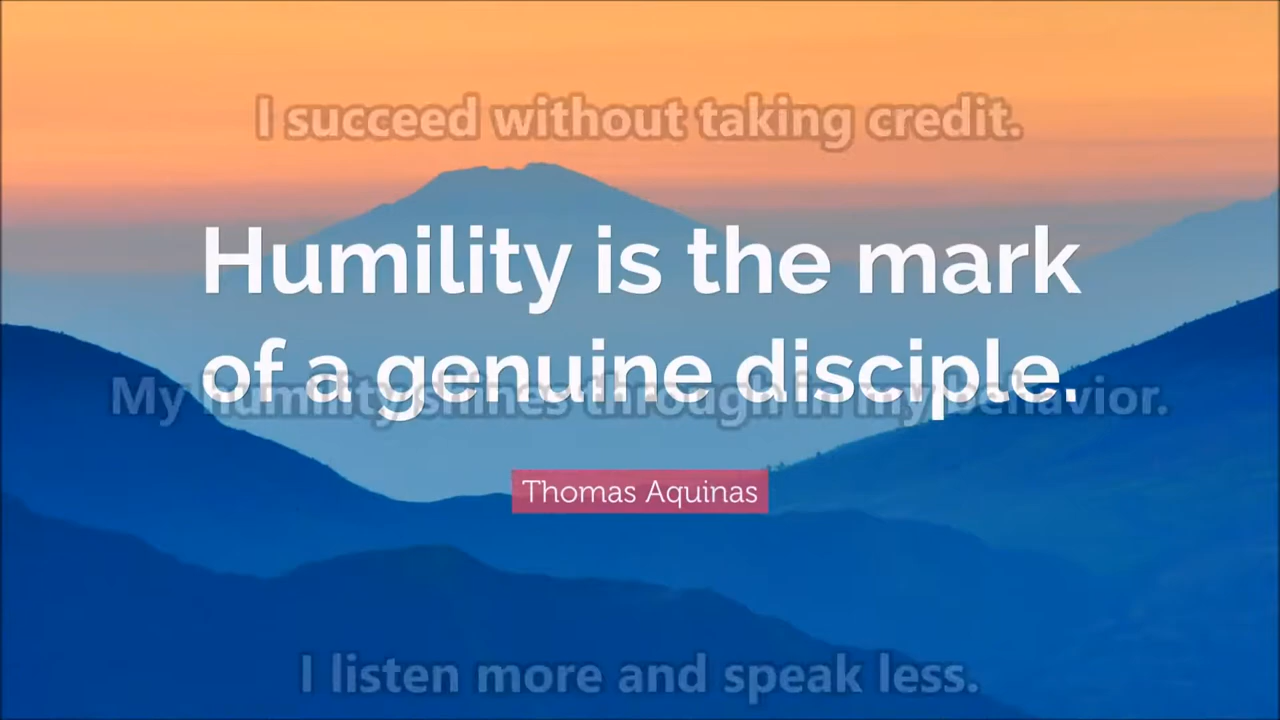 I succeed without taking credit.
Humility is the mark
of a genuine disciple.
My humility shines through in my behavior.
Thomas Aquinas
I listen more and speak less.